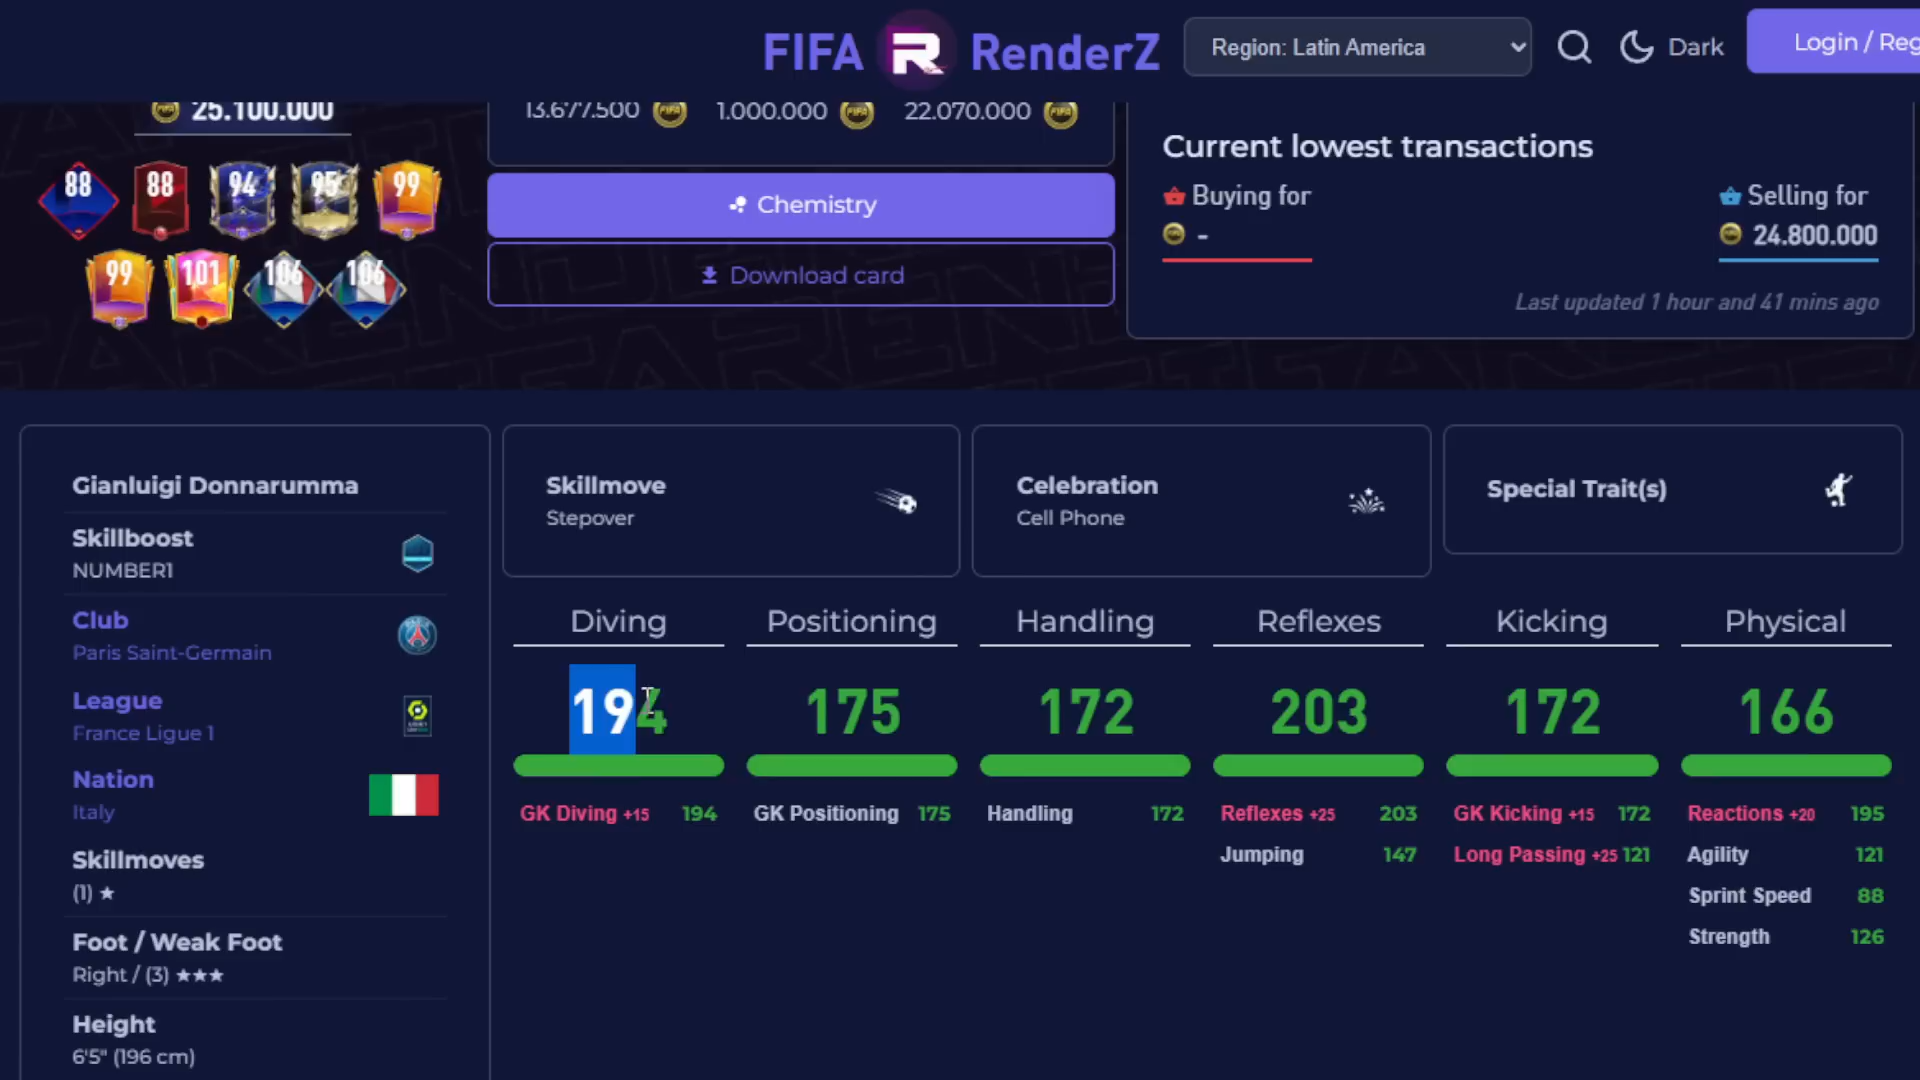 FIFA R RenderZ
Region: Latin America
Dark
Login / Reg
25.100.000
13.677.500
1.000.000
22.070.000
88
88
94
95
99
99
101
106
106
Chemistry
Download card
Current lowest transactions
Buying for
-
Selling for
24.800.000
Last updated 1 hour and 41 mins ago
Gianluigi Donnarumma
Skillboost
NUMBER1
Club
Paris Saint-Germain
League
France Ligue 1
Nation
Italy
Skillmoves
(1) ★
Foot / Weak Foot
Right / (3) ★★★
Height
6'5" (196 cm)
Skillmove
Stepover
Celebration
Cell Phone
Special Trait(s)
Diving
194
GK Diving +15 194
Positioning
175
GK Positioning 175
Handling
172
Handling 172
Reflexes
203
Reflexes +25 203
Jumping 147
Kicking
172
GK Kicking +15 172
Long Passing +25 121
Physical
166
Reactions +20 195
Agility 121
Sprint Speed 88
Strength 126